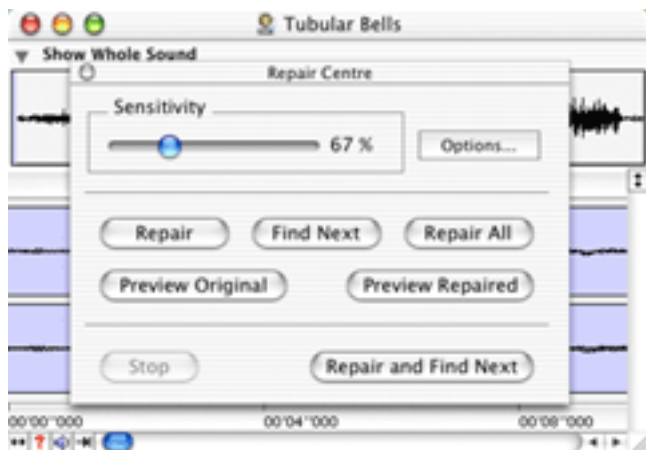 Tubular Bells
Show Whole Sound
Repair Centre
Sensitivity
67 %
Options...
Repair
Find Next
Repair All
Preview Original
Preview Repaired
Stop
Repair and Find Next
00'00"000
00'04"000
00'08"000
?